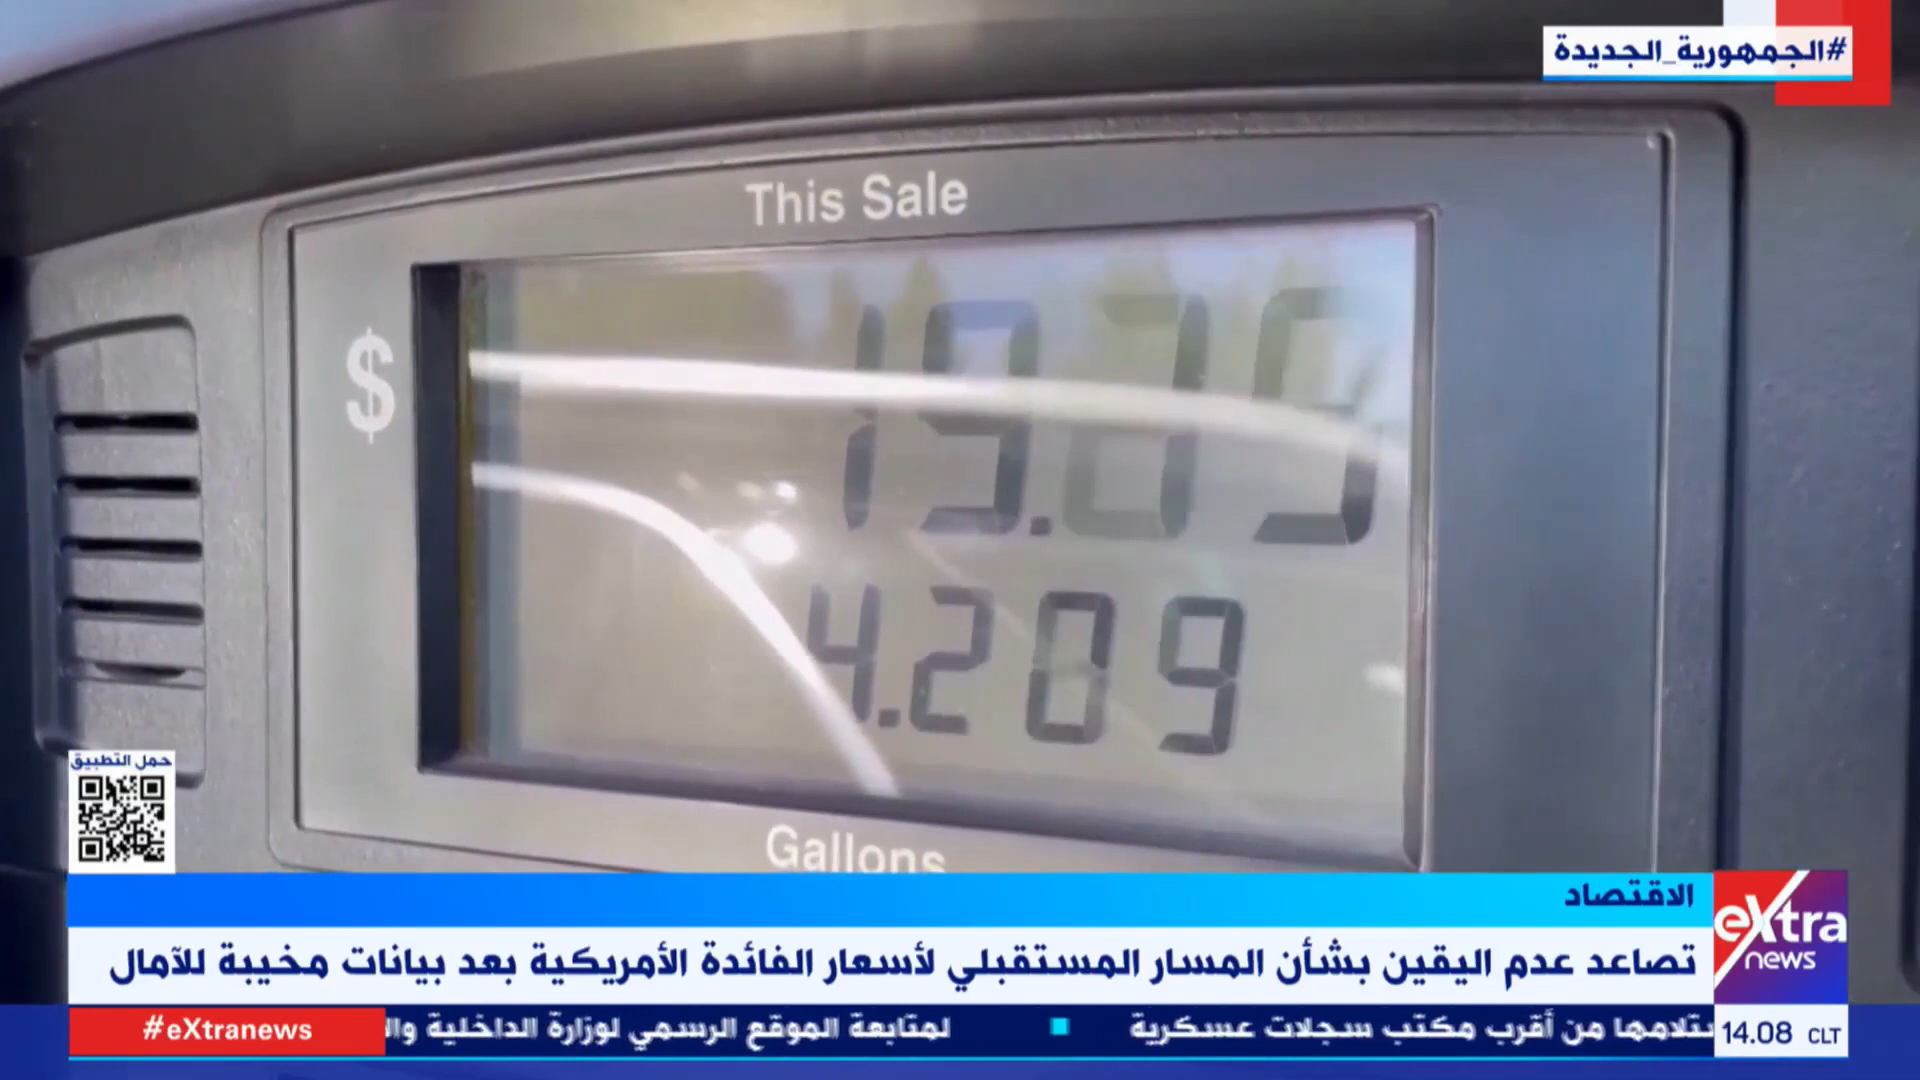 #الجمهورية_الجديدة
This Sale
$
4.209
Gallons
حمل التطبيق
الاقتصاد
تصاعد عدم اليقين بشأن المسار المستقبلي لأسعار الفائدة الأمريكية بعد بيانات مخيبة للآمال
eXtra news
#eXtranews
من أقرب مكتب سجلات عسكرية ■ لمتابعة الموقع الرسمي لوزارة الداخلية
14.08 CLT